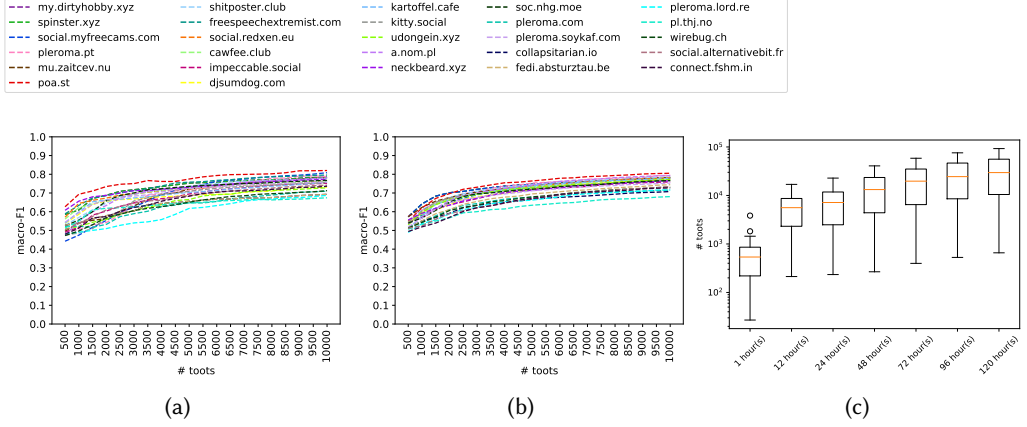 my.dirtyhobby.xyz shitposter.club kartoffel.cafe soc.nhg.moe pleroma.lord.re
spinster.xyz freespeechextremist.com kitty.social pleroma.com pl.thj.no
social.myfreecams.com social.redxen.eu udongein.xyz pleroma.soykaf.com wirebug.ch
pleroma.pt cawfee.club a.nom.pl collapsitarian.io social.alternativebit.fr
mu.zaitcev.nu impeccable.social neckbeard.xyz fedi.absturztau.be connect.fshm.in
poa.st djsumdog.com
1.0
0.9
0.8
0.7
0.6
0.5
0.4
0.3
0.2
0.1
0.0
macro-F1
500 1000 1500 2000 2500 3000 3500 4000 4500 5000 5500 6000 6500 7000 7500 8000 8500 9000 9500 10000
# toots
(a)
1.0
0.9
0.8
0.7
0.6
0.5
0.4
0.3
0.2
0.1
0.0
macro-F1
500 1000 1500 2000 2500 3000 3500 4000 4500 5000 5500 6000 6500 7000 7500 8000 8500 9000 9500 10000
# toots
(b)
10⁵
10⁴
10³
10²
# toots
1 hour(s) 12 hour(s) 24 hour(s) 48 hour(s) 72 hour(s) 96 hour(s) 120 hour(s)
(c)